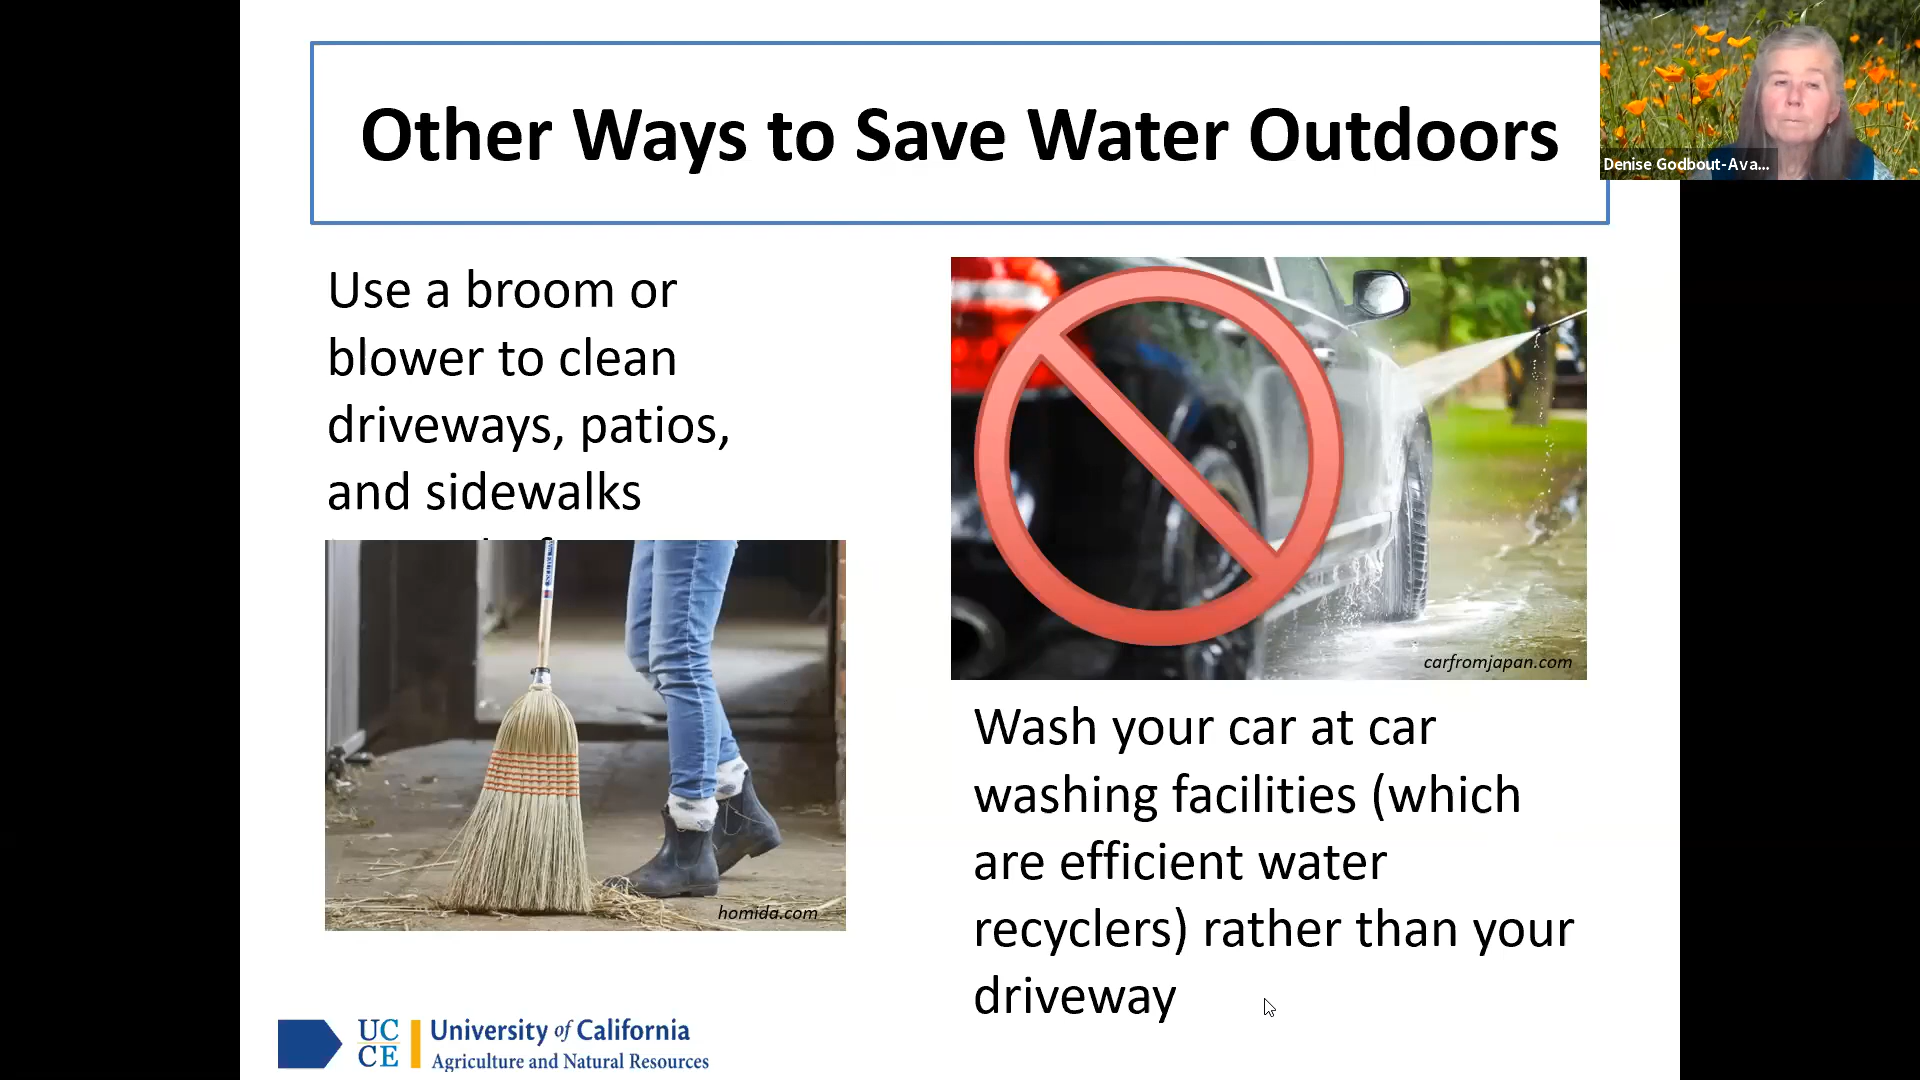 Other Ways to Save Water Outdoors
Denise Godbout-Ava...
Use a broom or
blower to clean
driveways, patios,
and sidewalks
homida.com
carfromjapan.com
Wash your car at car
washing facilities (which
are efficient water
recyclers) rather than your
driveway
UC
CE
University of California
Agriculture and Natural Resources